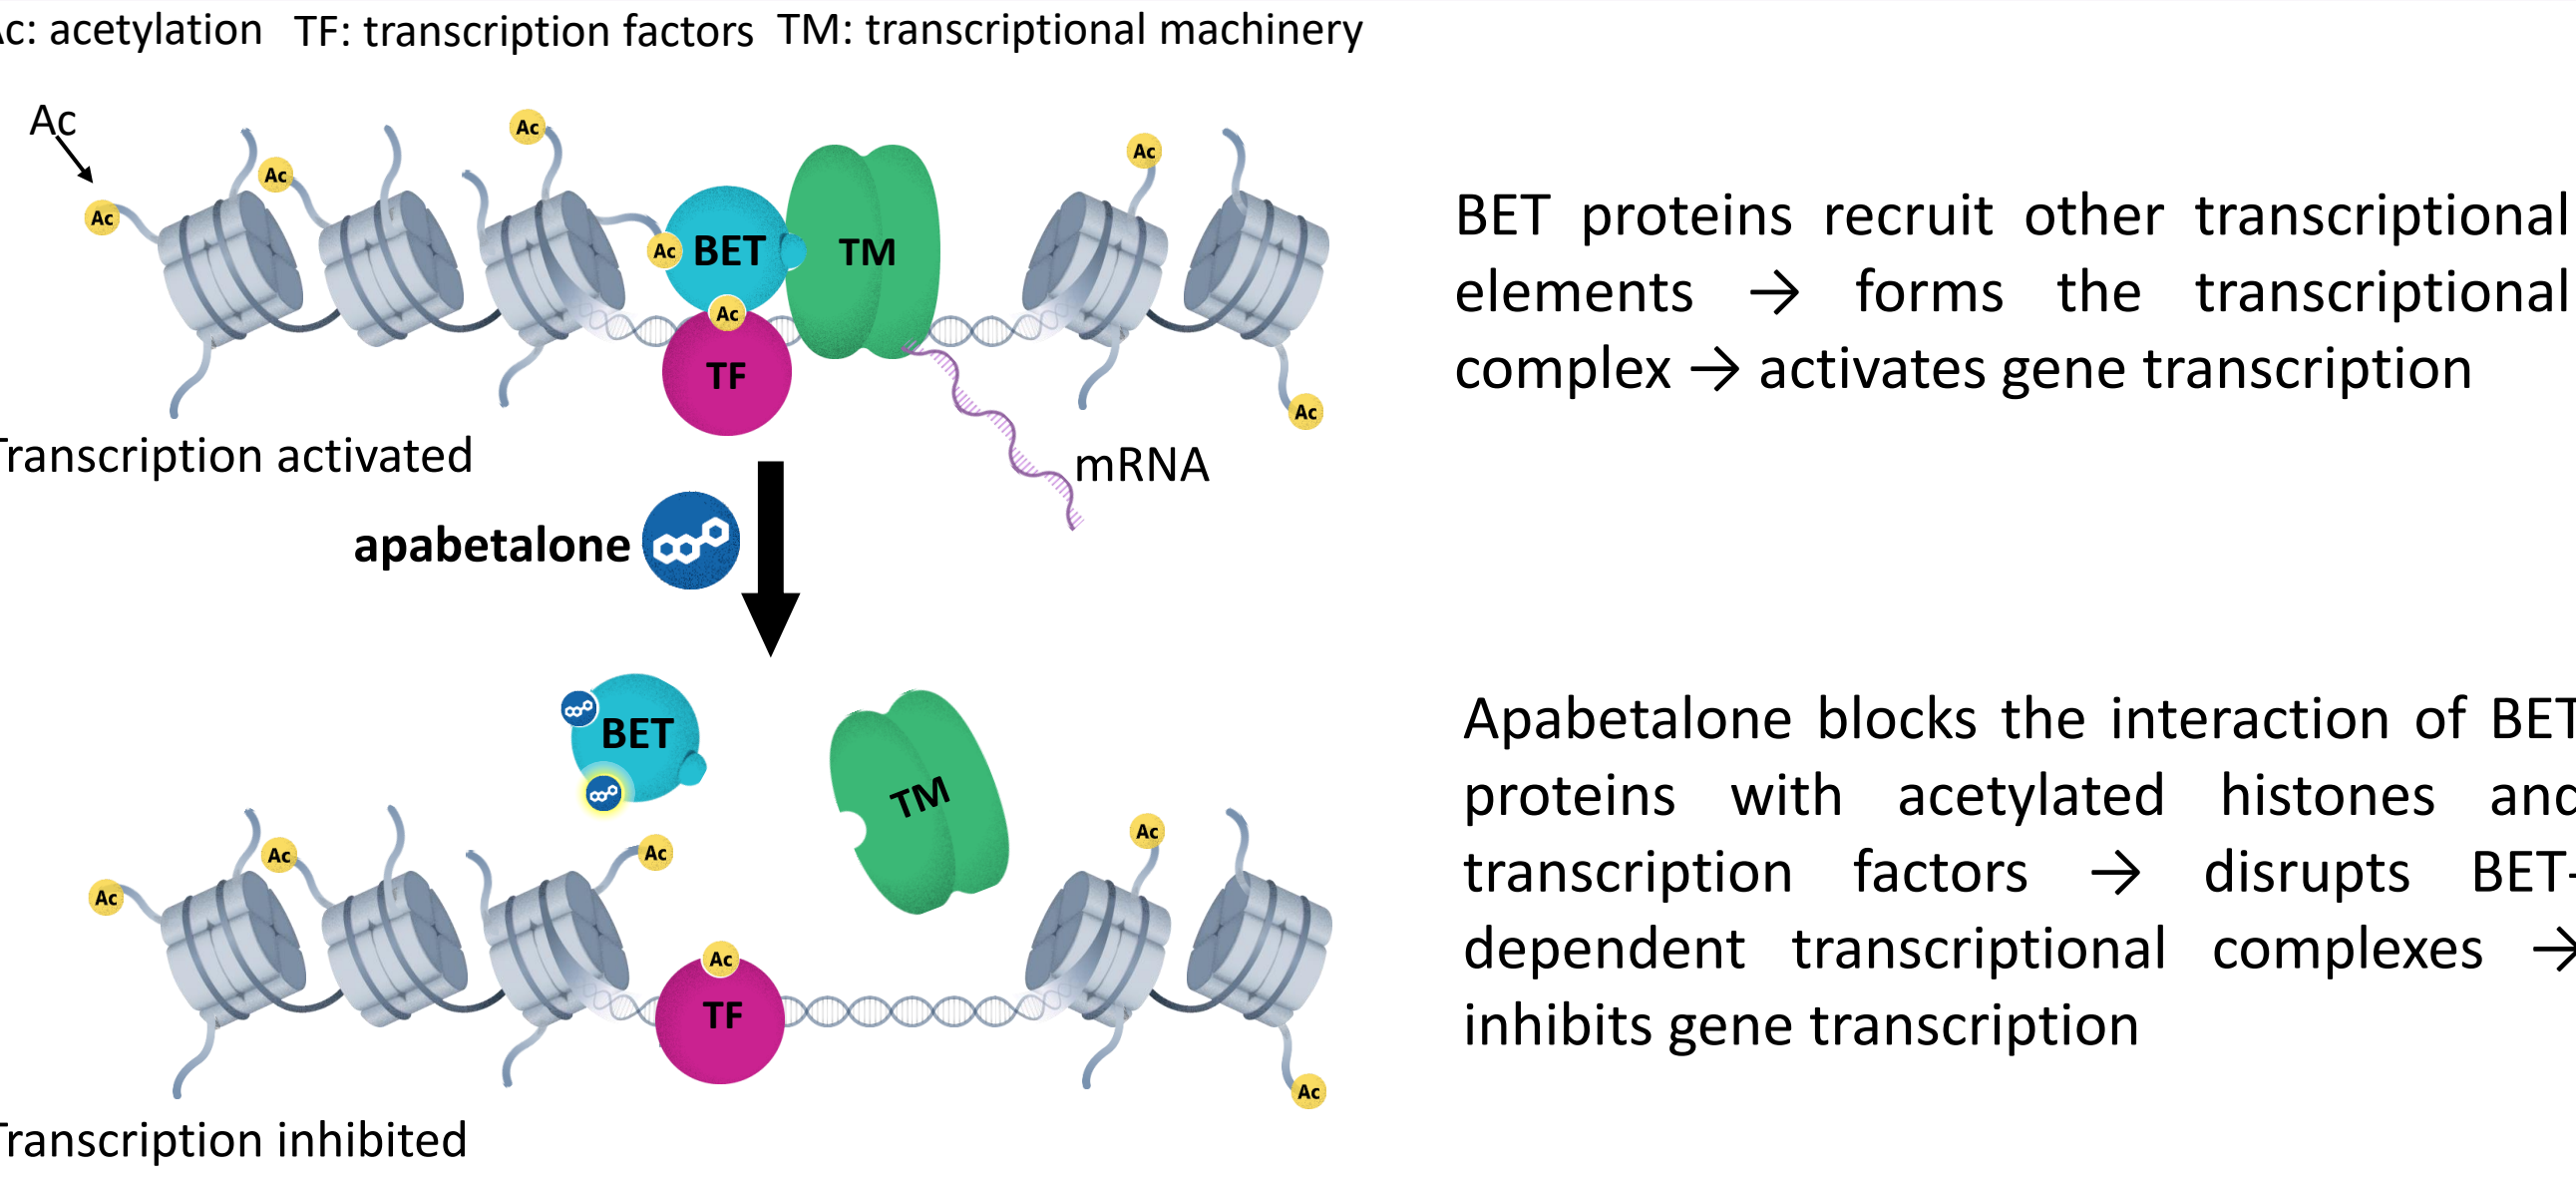 Ac: acetylation TF: transcription factors TM: transcriptional machinery
Ac
Ac
Ac
Ac
Ac
Ac
Ac
Ac
BET
TM
TF
BET proteins recruit other transcriptional
elements → forms the transcriptional
complex → activates gene transcription
Transcription activated
mRNA
apabetalone
BET
TM
Ac
Ac
Ac
Ac
Ac
Ac
TF
Apabetalone blocks the interaction of BET
proteins with acetylated histones and
transcription factors → disrupts BET-
dependent transcriptional complexes →
inhibits gene transcription
Transcription inhibited